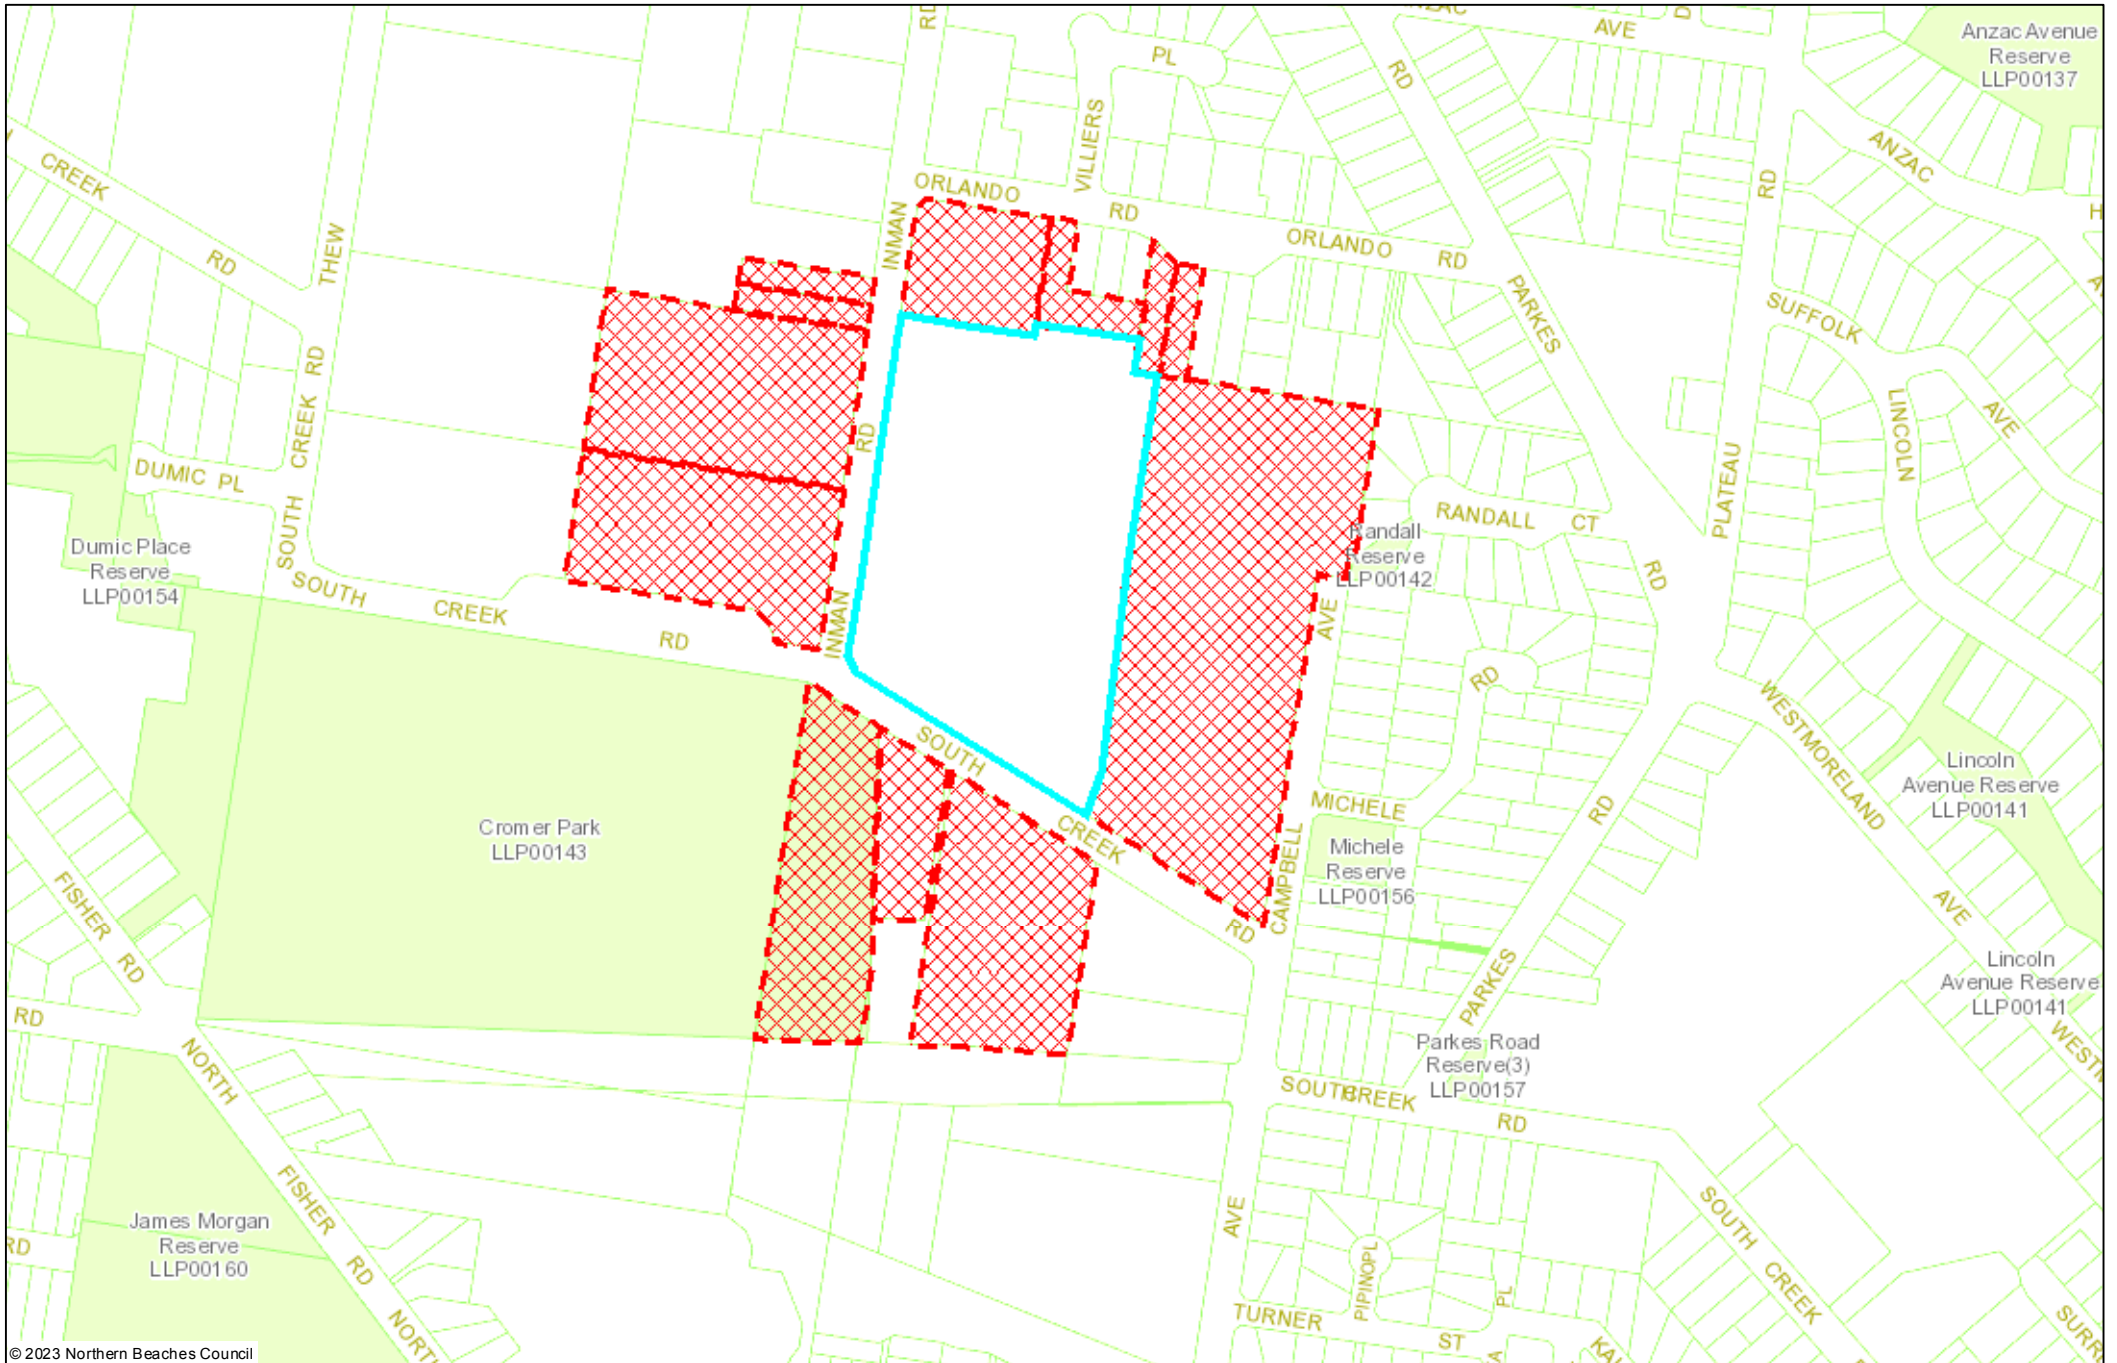 RD
PL
VILLIERS
RD
AVE
Anzac Avenue
Reserve
LLP00137
ANZAC
CREEK
RD
THEW
ORLANDO
RD
INMAN
ORLANDO
RD
RD
PARKES
SUFFOLK
AVE
LINCOLN
RD
CREEK
SOUTH
RD
DUMIC PL
PLATEAU
RANDALL
CT
Randall
Reserve
LLP00142
Dumic Place
Reserve
LLP00154
SOUTH
CREEK
RD
INMAN
AVE
RD
RD
WESTMORELAND
AVE
SOUTH
CREEK
RD
CAMPBELL
MICHELE
Michele
Reserve
LLP00156
RD
PARKES
Lincoln
Avenue Reserve
LLP00141
Cromer Park
LLP00143
FISHER
RD
RD
Lincoln
Avenue Reserve
LLP00141
Parkes Road
Reserve(3)
LLP00157
NORTH
FISHER
RD
SOUTH
CREEK
RD
SOUTH
CREEK
James Morgan
Reserve
LLP00160
RD
AVE
PIPINO
PL
PL
TURNER
ST
© 2023 Northern Beaches Council